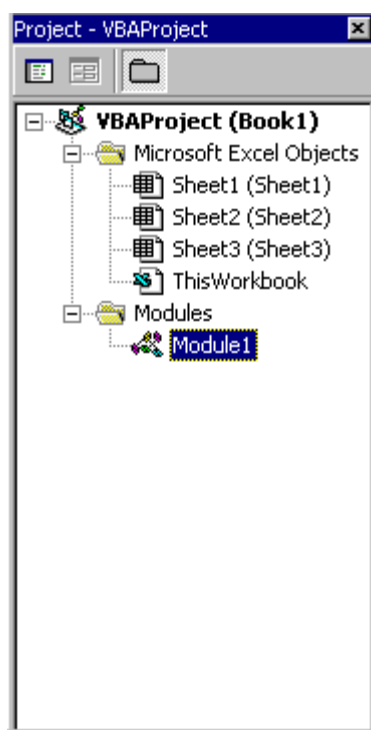 Project - VBAProject
VBAProject (Book1)
Microsoft Excel Objects
Sheet1 (Sheet1)
Sheet2 (Sheet2)
Sheet3 (Sheet3)
ThisWorkbook
Modules
Module1